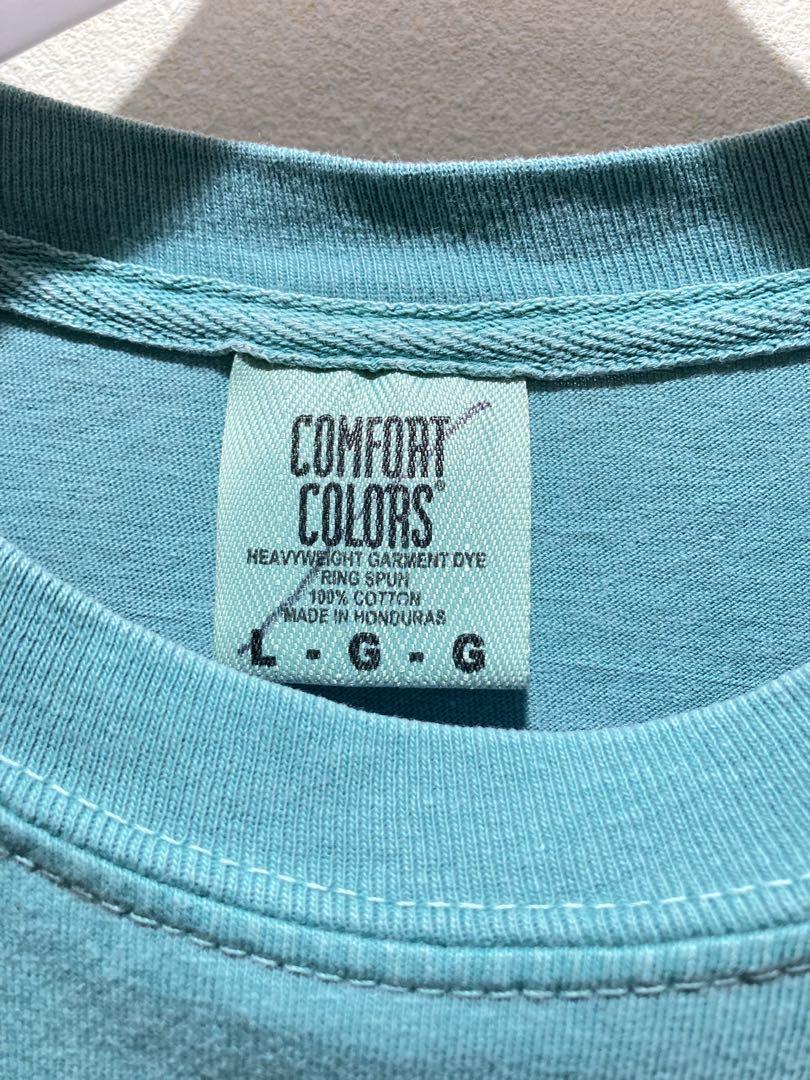 COMFORT
COLORS®
HEAVYWEIGHT GARMENT DYE
RING SPUN
100% COTTON
MADE IN HONDURAS
L - G - G